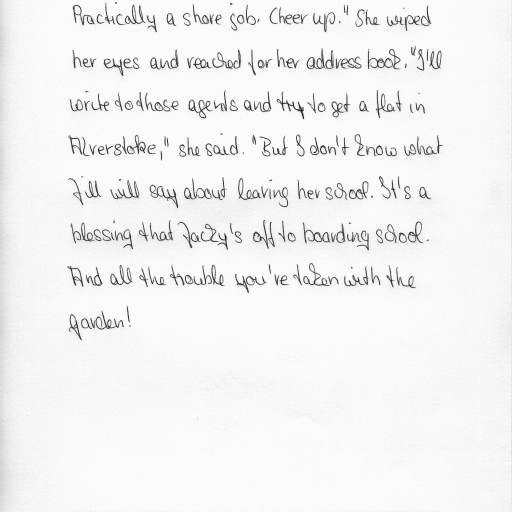 Practically a shore job. Cheer up." She wiped
her eyes and reached for her address book. "I'll
write to those agents and try to get a flat in
Alverstoke," she said. "But I don't know what
Jill will say about leaving her school. It's a
blessing that Jacky's off to boarding school.
And all the trouble you've taken with the
garden!